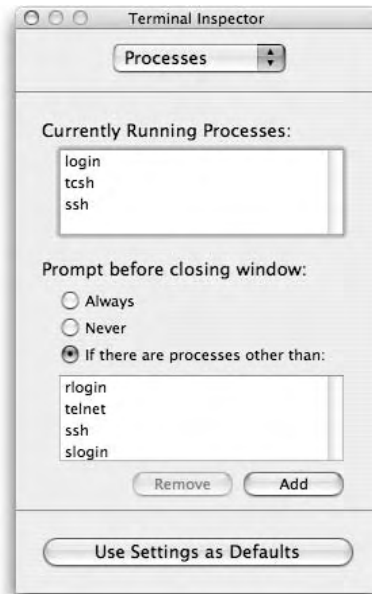 Terminal Inspector
Processes
Currently Running Processes:
login
tcsh
ssh
Prompt before closing window:
Always
Never
If there are processes other than:
rlogin
telnet
ssh
slogin
Remove Add
Use Settings as Defaults